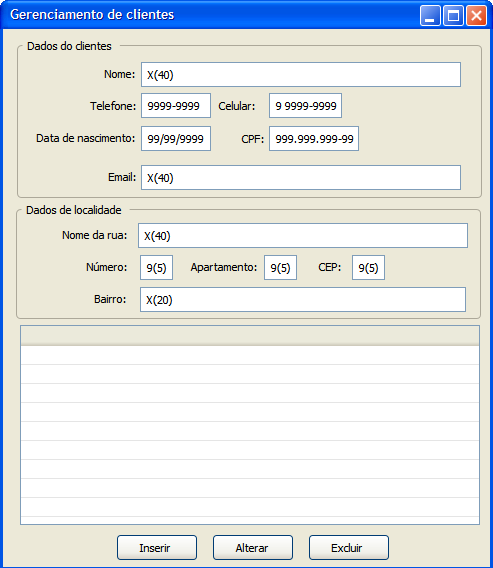 Gerenciamento de clientes
Dados do clientes
Nome: X(40)
Telefone: 9999-9999 Celular: 9 9999-9999
Data de nascimento: 99/99/9999 CPF: 999.999.999-99
Email: X(40)
Dados de localidade
Nome da rua: X(40)
Número: 9(5) Apartamento: 9(5) CEP: 9(5)
Bairro: X(20)
Inserir Alterar Excluir